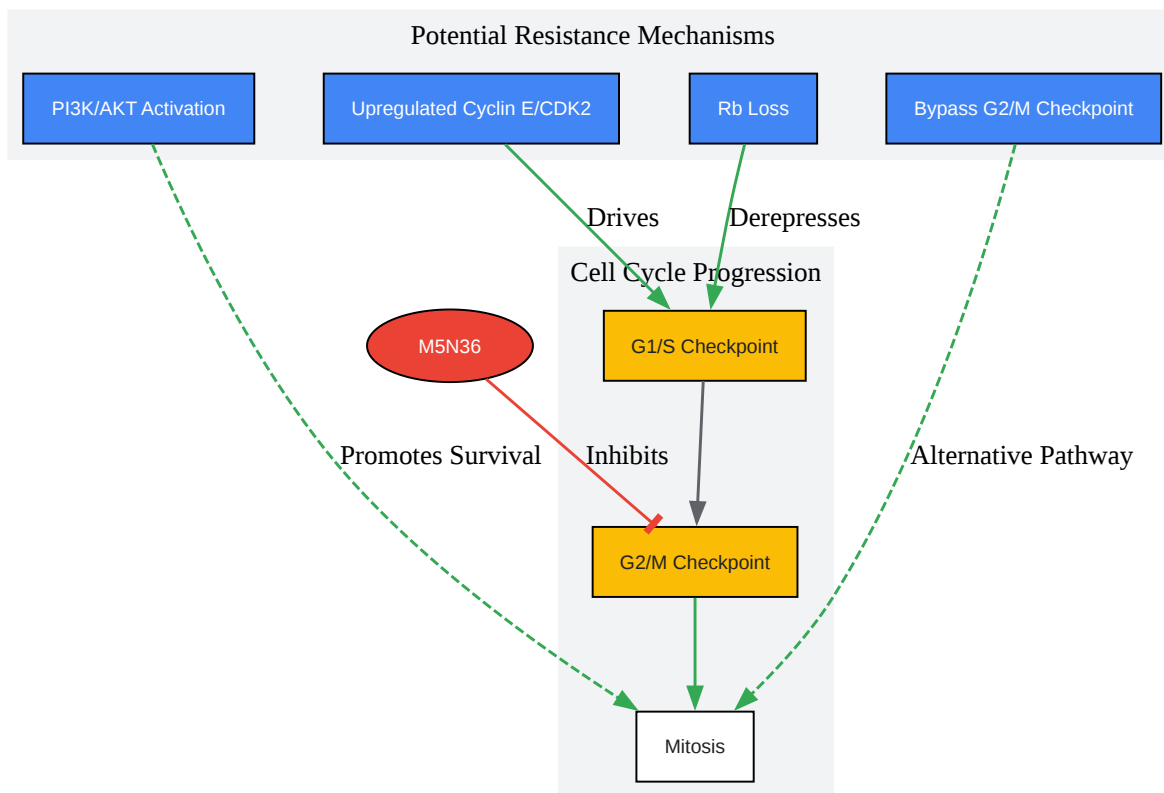 Potential Resistance Mechanisms
PI3K/AKT Activation
Upregulated Cyclin E/CDK2
Rb Loss
Bypass G2/M Checkpoint
Drives
Derepresses
Cell Cycle Progression
M5N36
G1/S Checkpoint
Promotes Survival
Inhibits
Alternative Pathway
G2/M Checkpoint
Mitosis